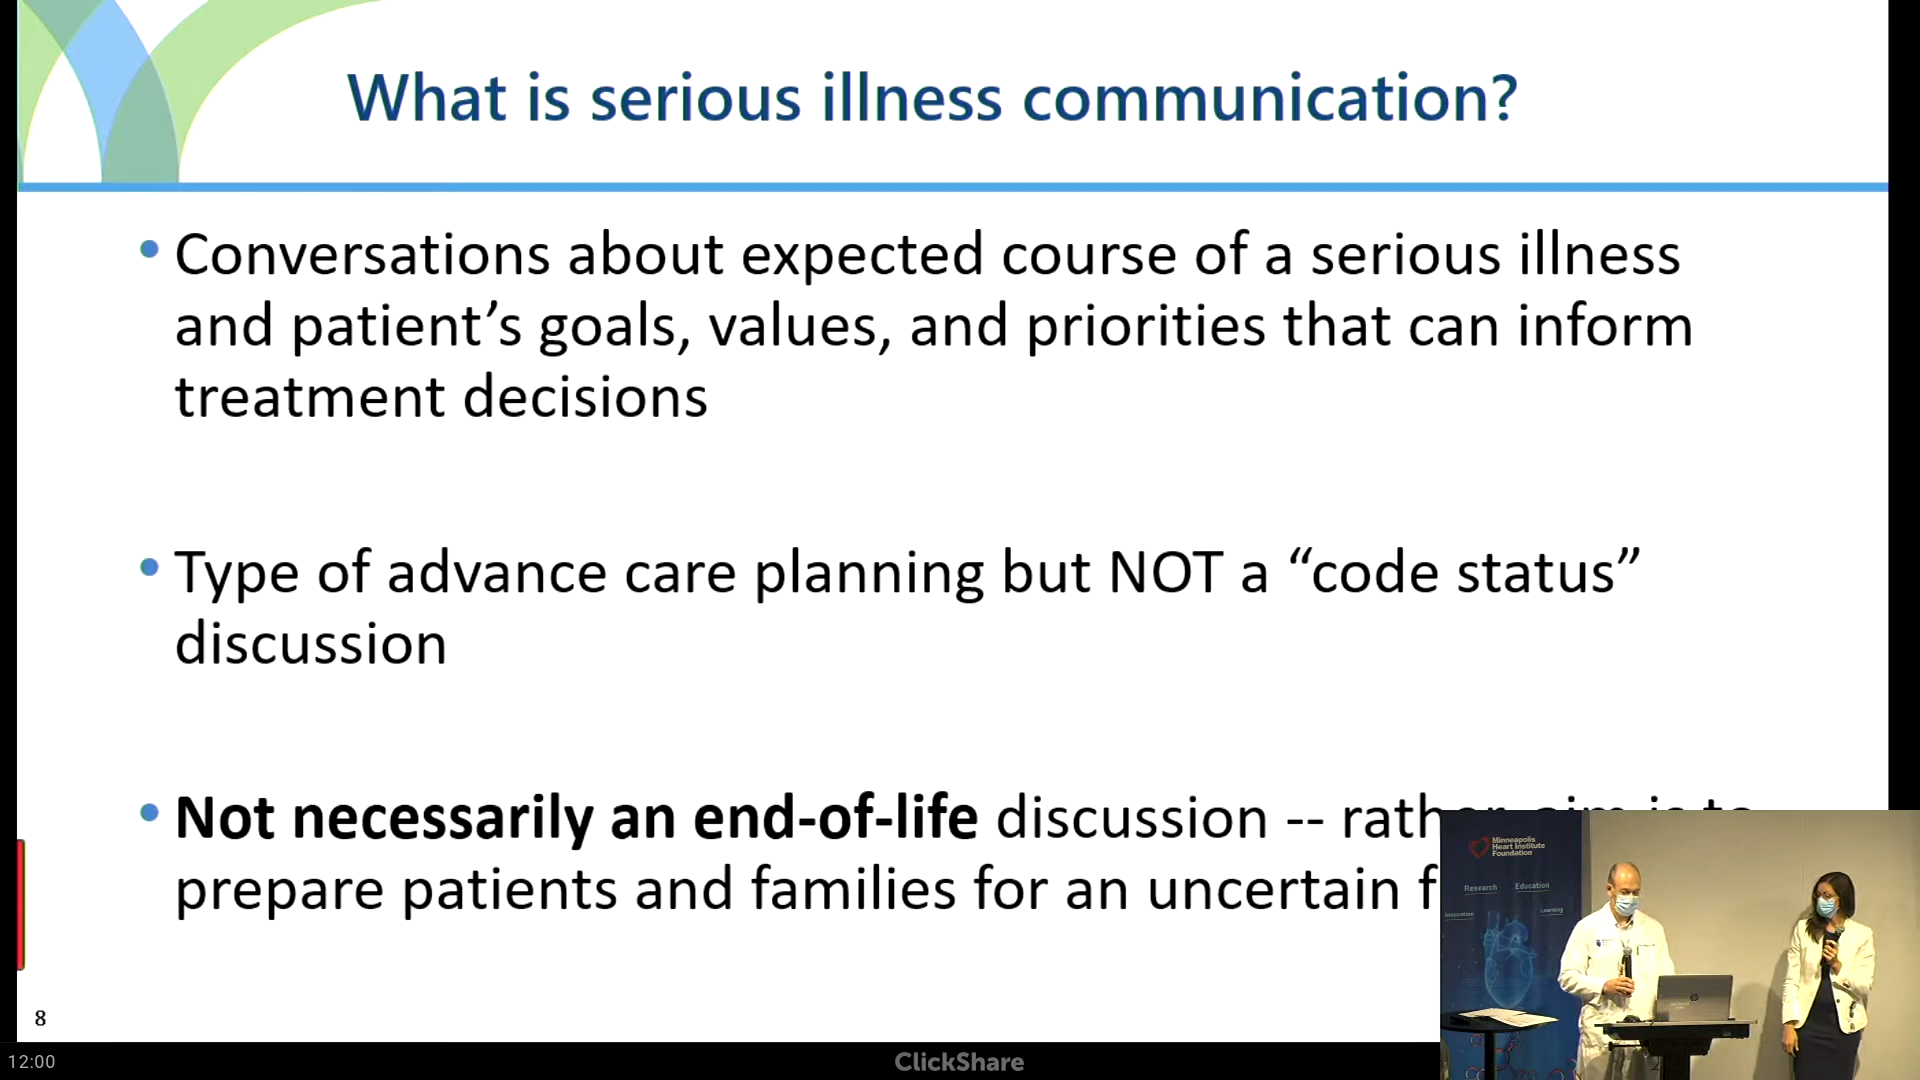 What is serious illness communication?
• Conversations about expected course of a serious illness
and patient’s goals, values, and priorities that can inform
treatment decisions
• Type of advance care planning but NOT a “code status”
discussion
• Not necessarily an end-of-life discussion -- rather, aim is to
prepare patients and families for an uncertain f
Minneapolis
Heart Institute
Foundation
Research Education
Innovation Learning
8
12:00
ClickShare